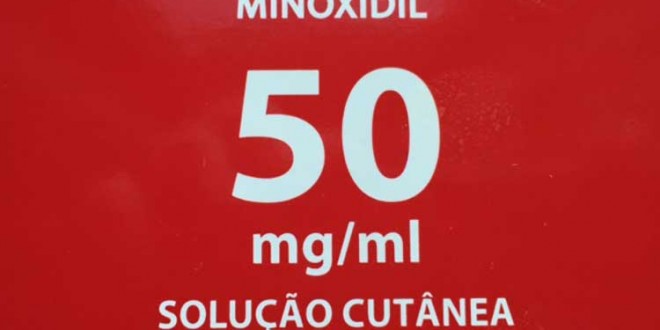 MINOXIDIL
50
mg/ml
SOLUÇÃO CUTÂNEA